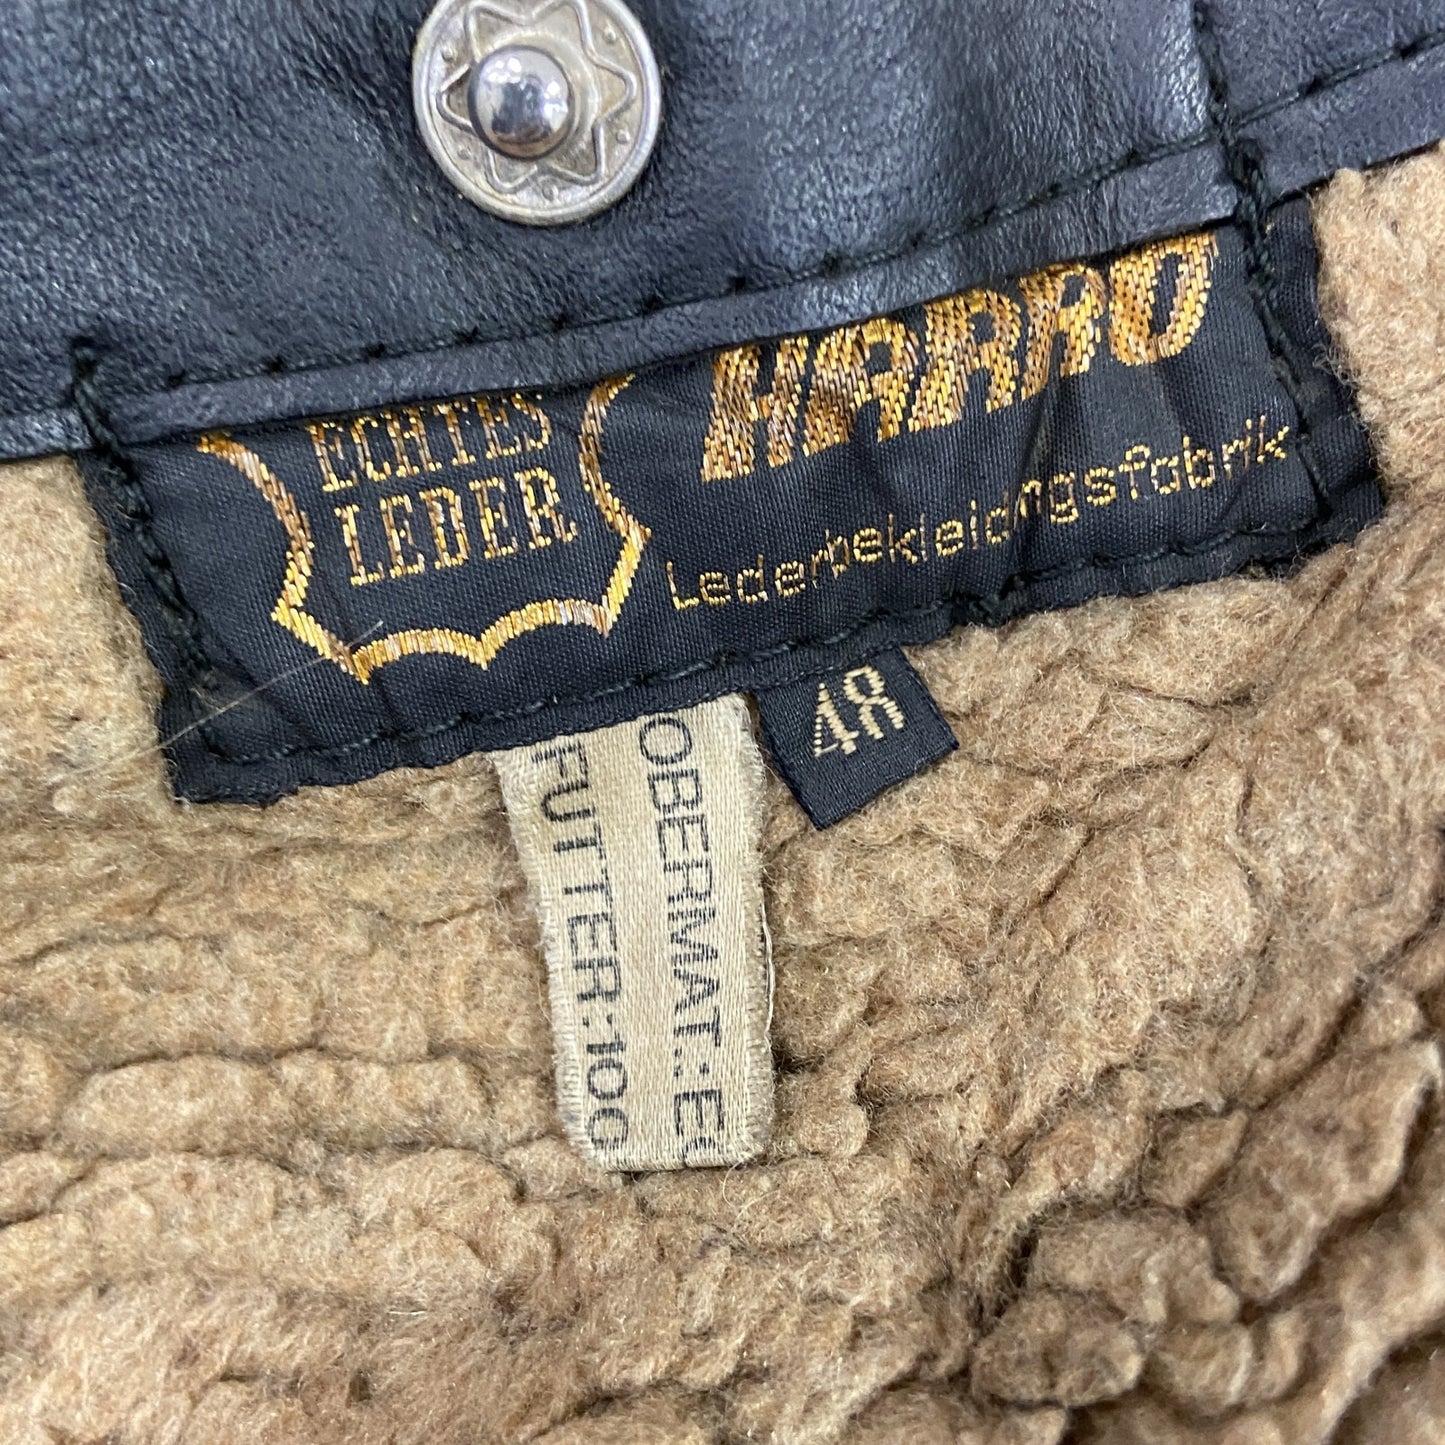 ECHTES
LEDER
HARRO
Lederbekleidungsfabrik
48
OBERMAT.:
FUTTER:100